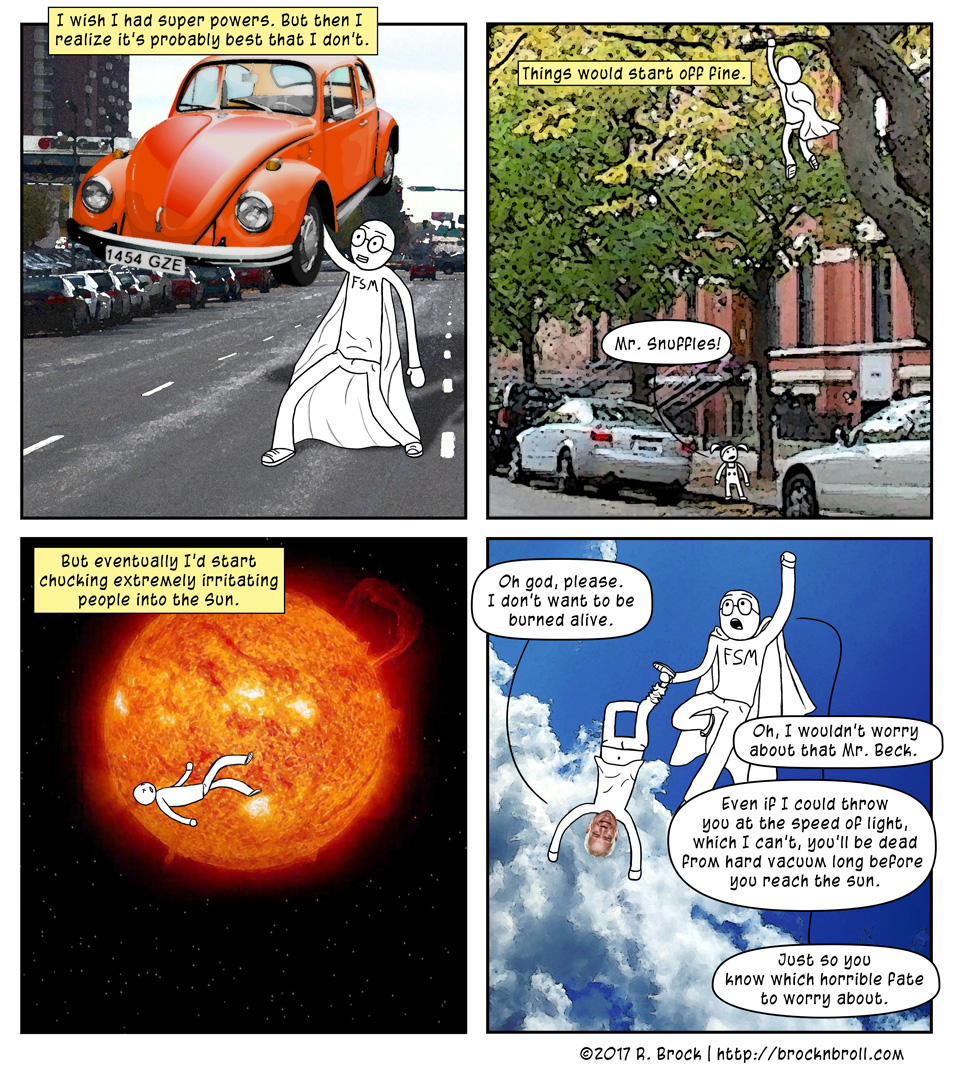 I wish I had super powers. But then I
realize it's probably best that I don't.
1454 GZE
FSM
Things would start off fine.
Mr. Snuffles!
But eventually I'd start
chucking extremely irritating
people into the Sun.
Oh god, please.
I don't want to be
burned alive.
FSM
Oh, I wouldn't worry
about that Mr. Beck.
Even if I could throw
you at the speed of light,
which I can't, you'll be dead
from hard vacuum long before
you reach the sun.
Just so you
know which horrible fate
to worry about.
©2017 R. Brock | http://brocknbroll.com